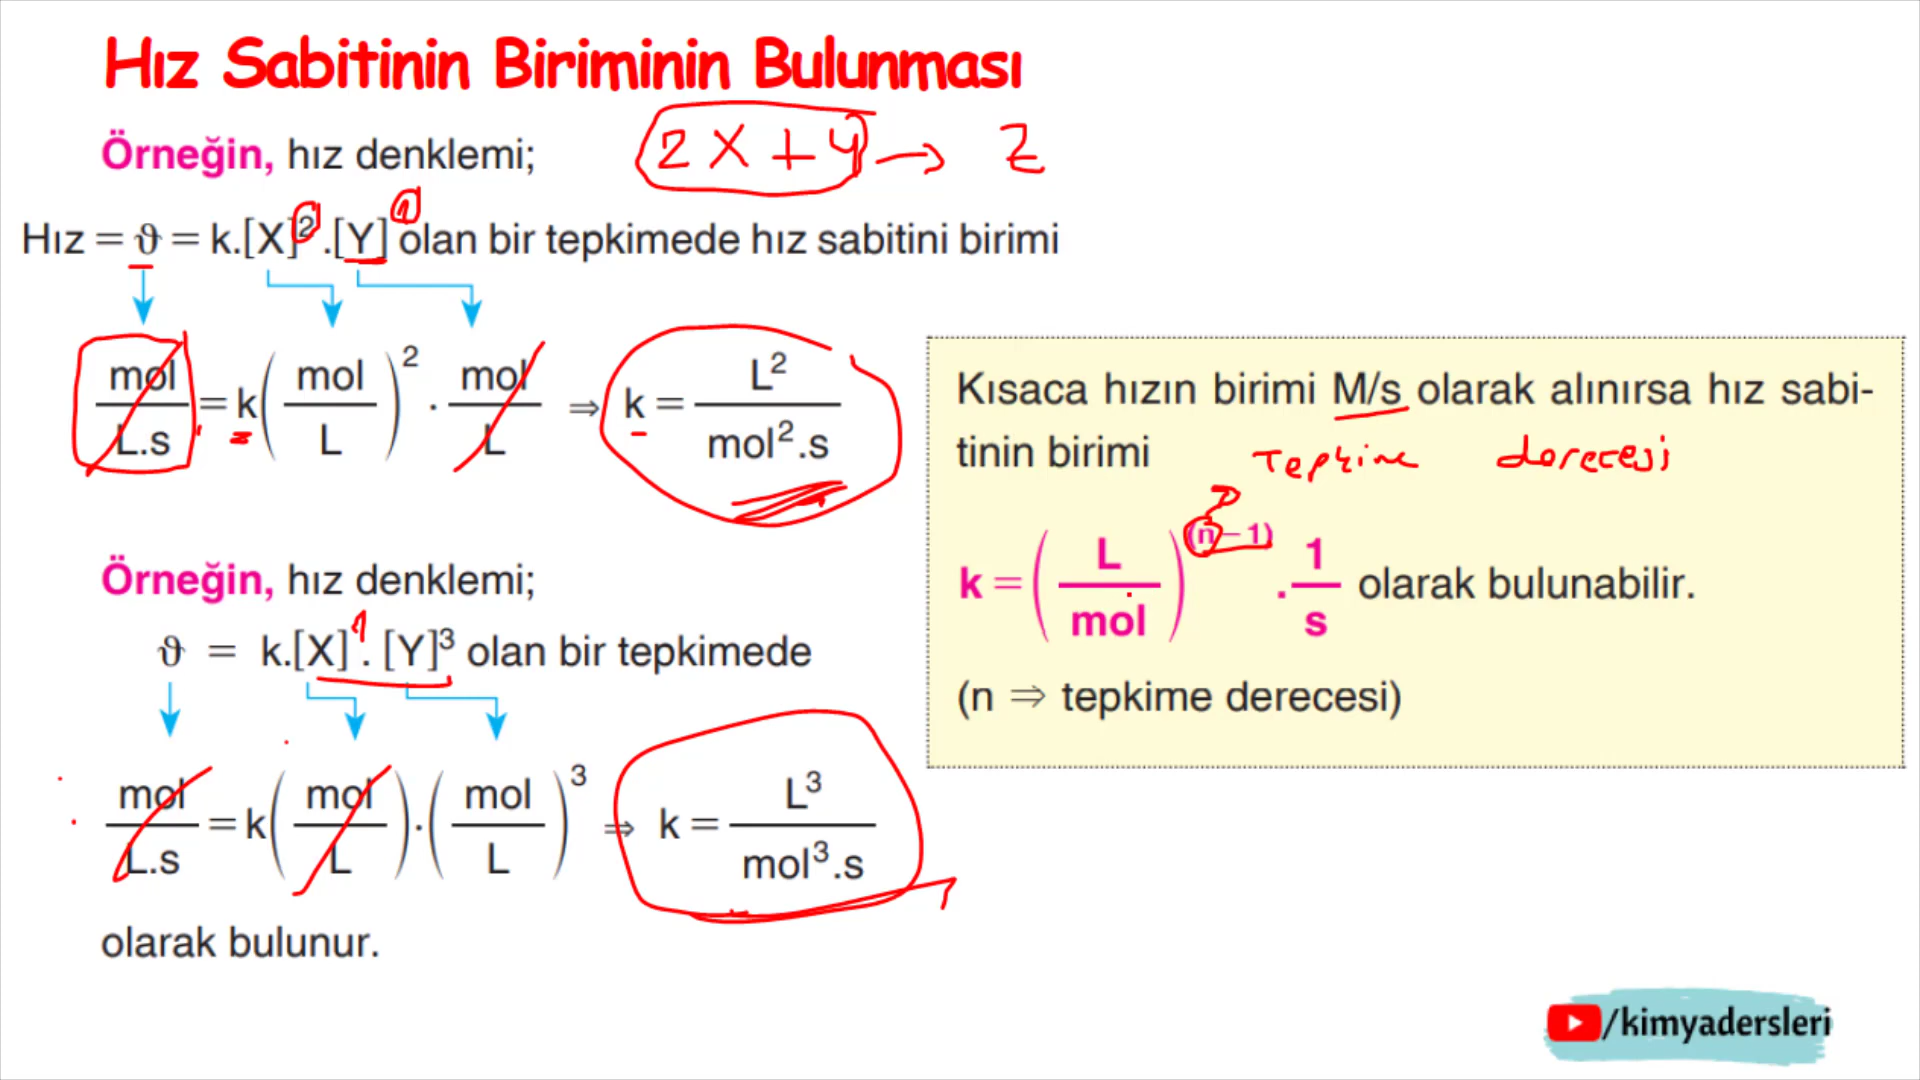 Hız Sabitinin Biriminin Bulunması
Örneğin, hız denklemi;
2X + Y → Z
Hız = ϑ = k.[X]² .[Y]¹ olan bir tepkimede hız sabitini birimi
mol/L.s = k(mol/L)² . mol/L ⇒ k = L²/mol².s
Örneğin, hız denklemi;
ϑ = k.[X]¹ . [Y]³ olan bir tepkimede
mol/L.s = k(mol/L).(mol/L)³ ⇒ k = L³/mol³.s
olarak bulunur.
Kısaca hızın birimi M/s olarak alınırsa hız sabi-
tinin birimi
Tepkime derecesi
k = (L/mol)⁽ⁿ⁻¹⁾ . 1/s olarak bulunabilir.
(n ⇒ tepkime derecesi)
/kimyadersleri